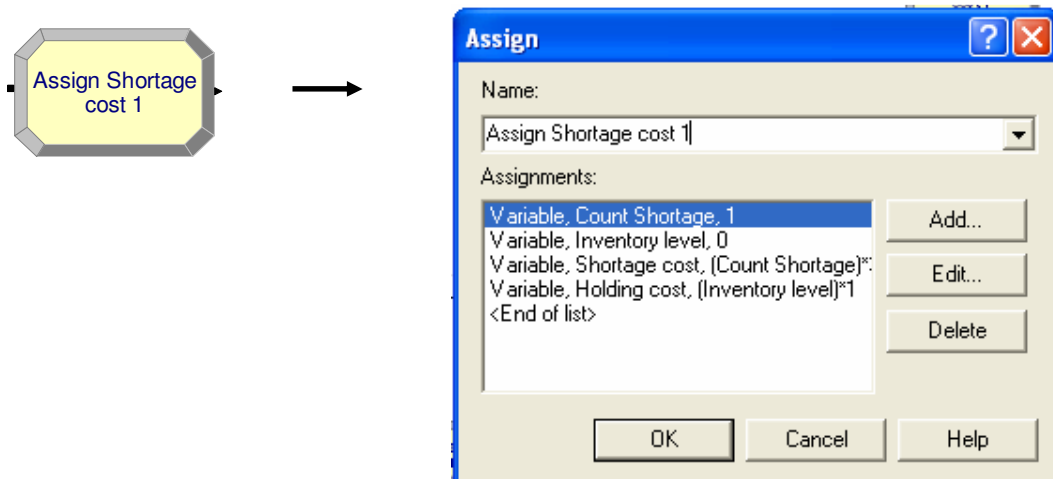 Assign Shortage
cost 1
Assign
Name:
Assign Shortage cost 1
Assignments:
Variable, Count Shortage, 1
Variable, Inventory level, 0
Variable, Shortage cost, (Count Shortage)*
Variable, Holding cost, (Inventory level)*1
<End of list>
Add...
Edit...
Delete
OK
Cancel
Help